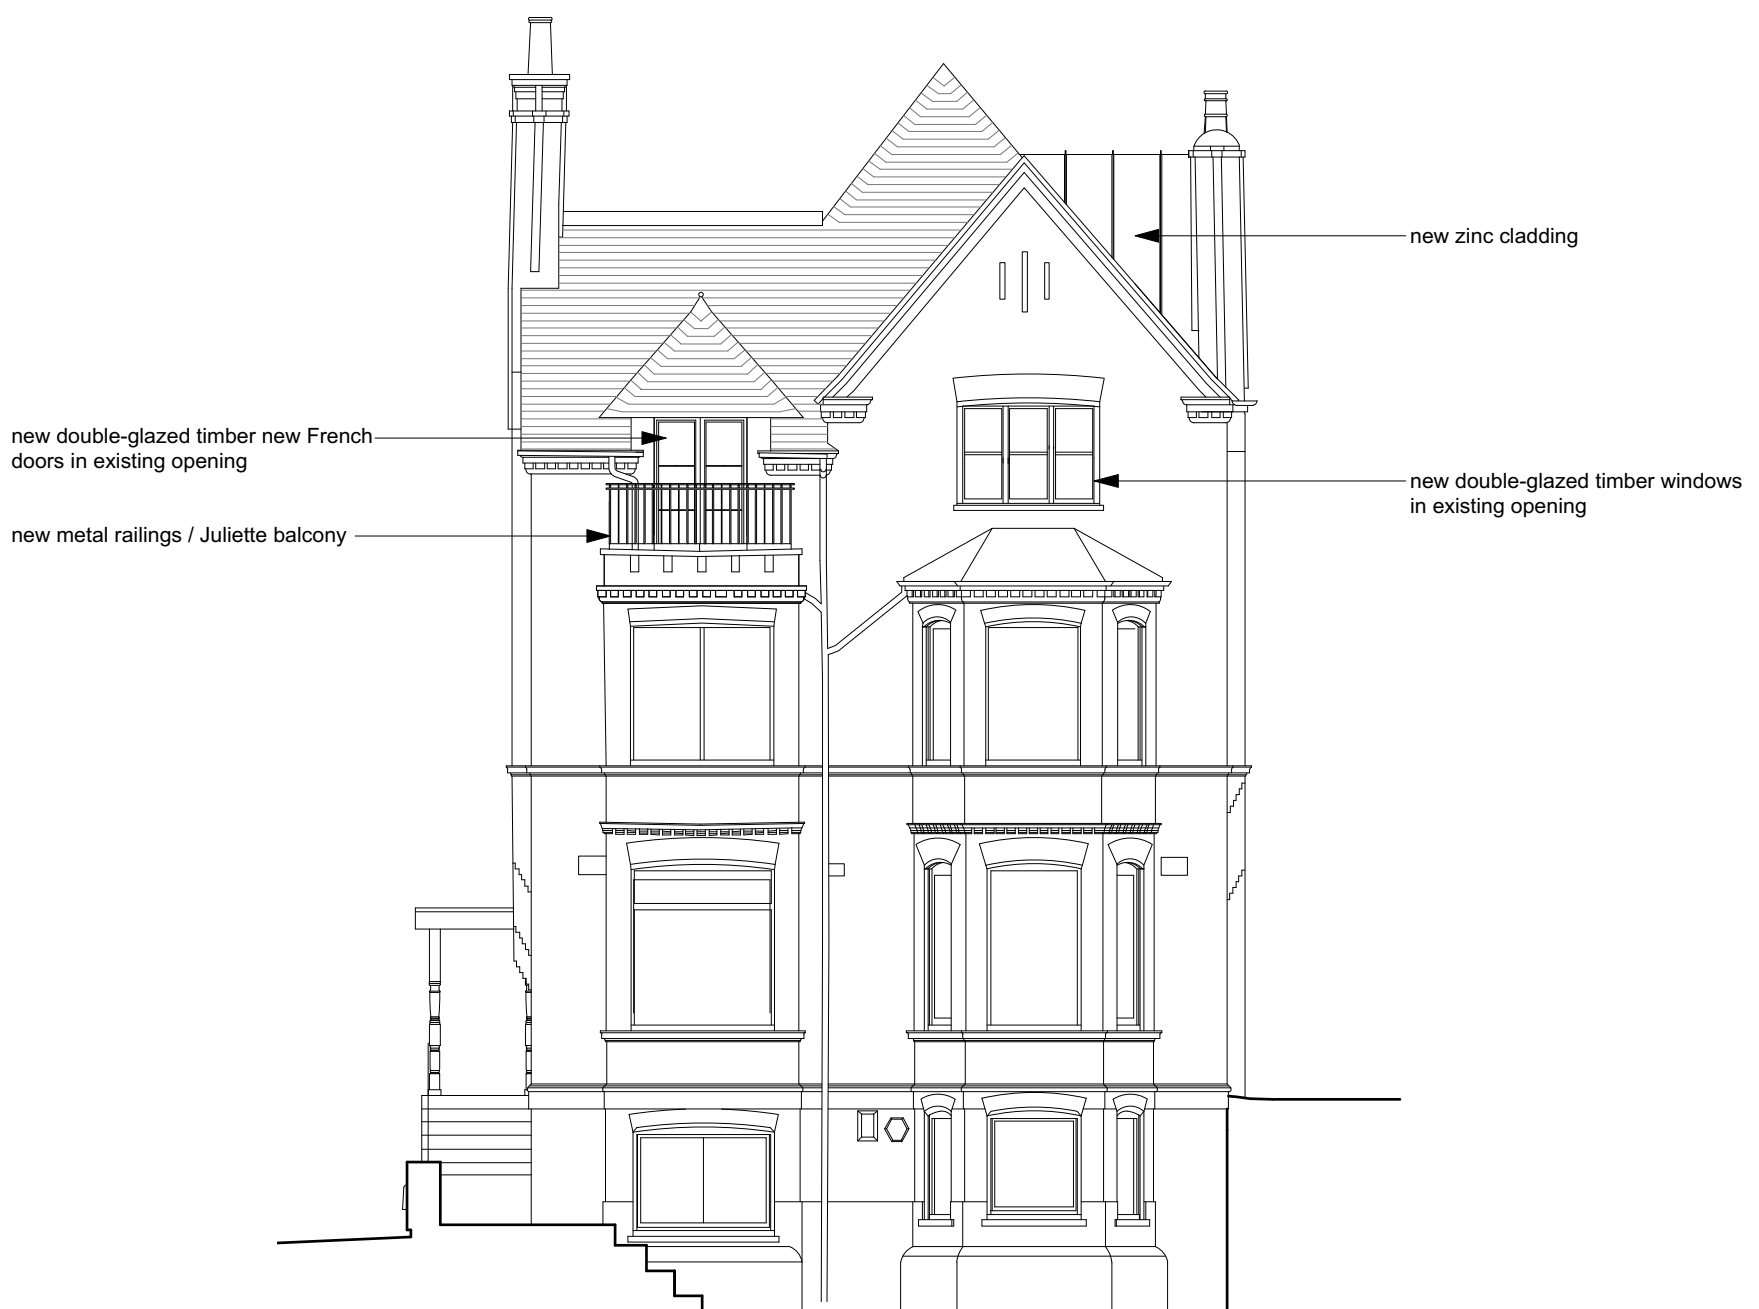 new zinc cladding
new double-glazed timber new French
doors in existing opening
new double-glazed timber windows
in existing opening
new metal railings / Juliette balcony